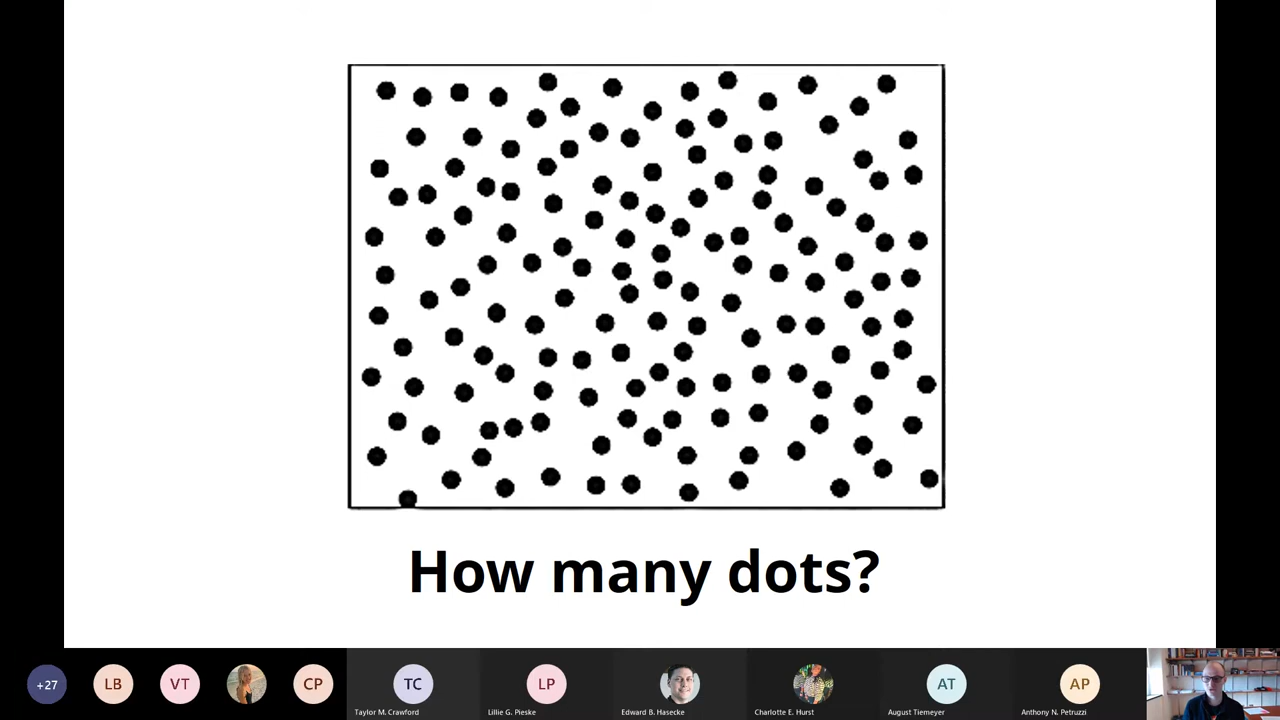 How many dots?
+27
LB
VT
CP
TC
LP
AT
AP
Taylor M. Crawford
Lillie G. Pieske
Edward B. Hasecke
Charlotte E. Hurst
August Tiemeyer
Anthony N. Petruzzi